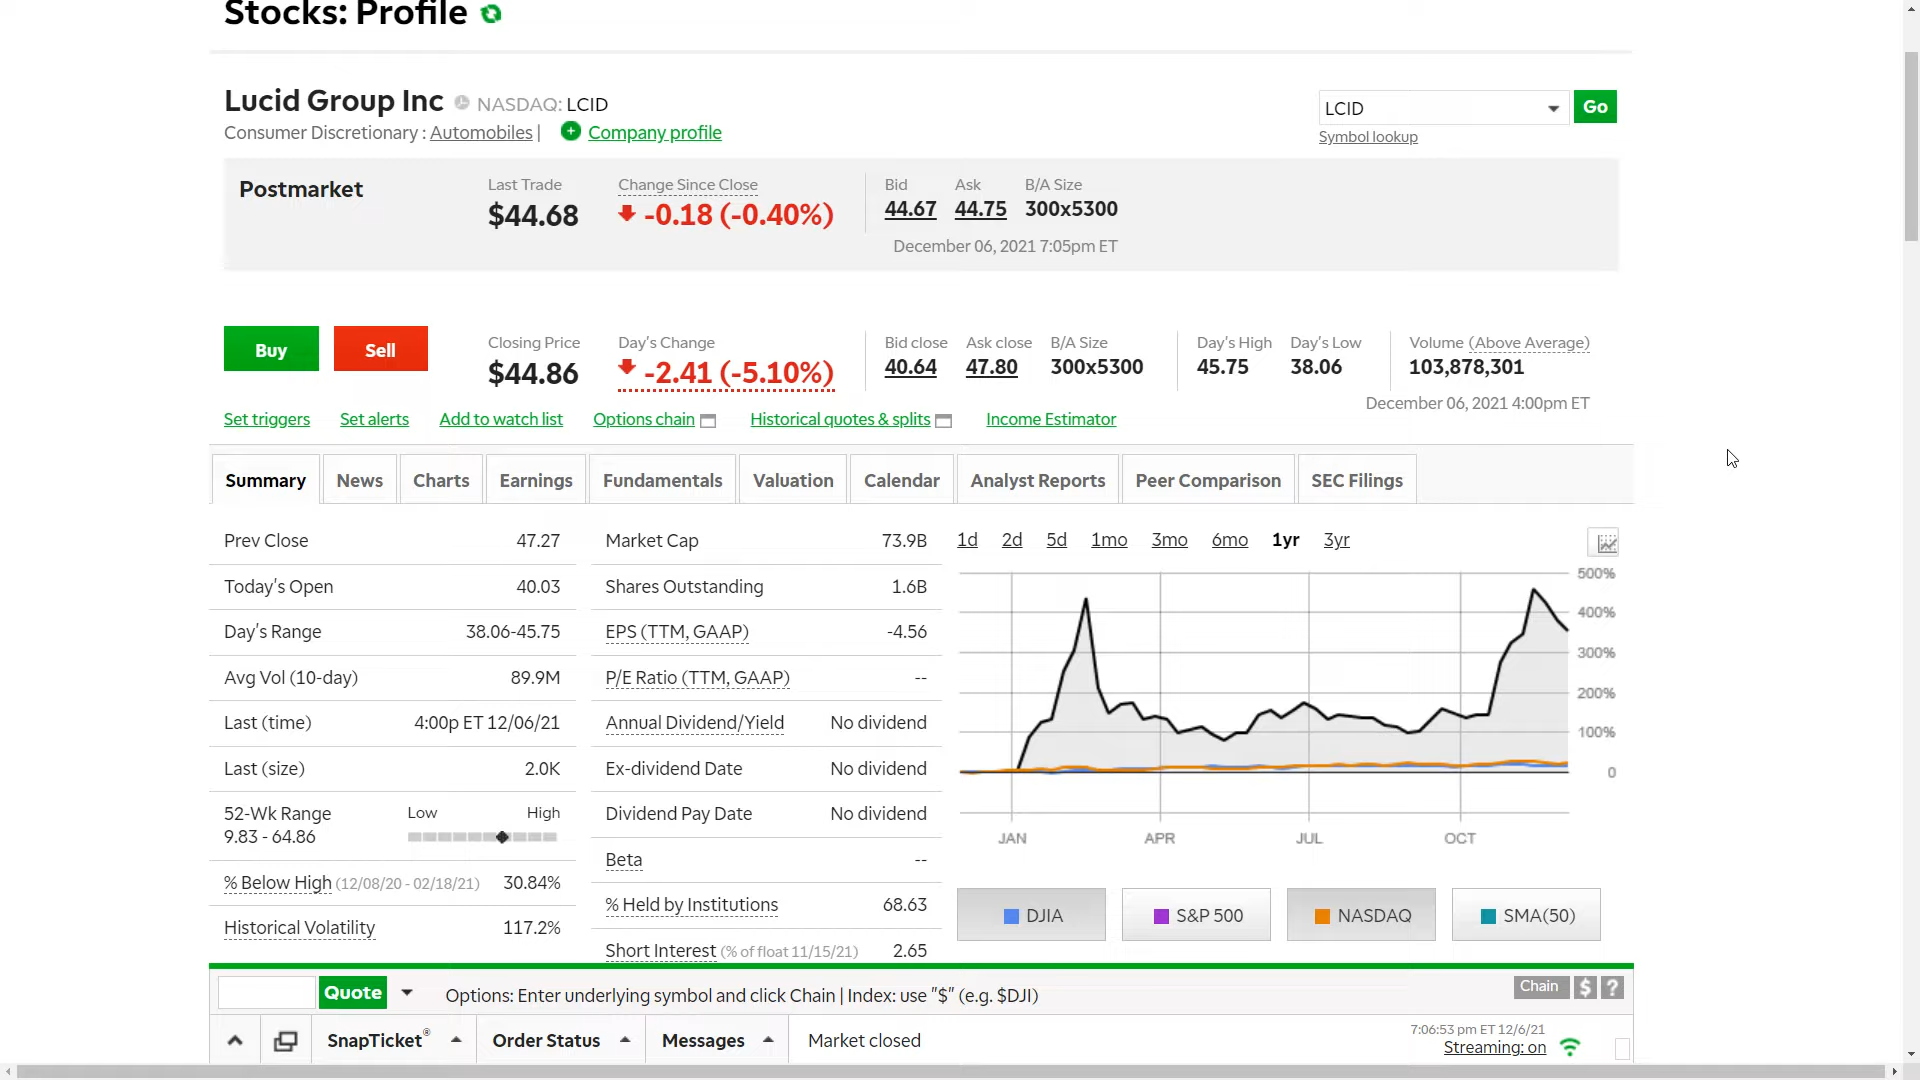 Stocks: Profile
Lucid Group Inc NASDAQ: LCID
LCID Go
Consumer Discretionary : Automobiles | Company profile
Symbol lookup
Postmarket
Last Trade Change Since Close Bid Ask B/A Size
$44.68 -0.18 (-0.40%) 44.67 44.75 300x5300
December 06, 2021 7:05pm ET
Buy Sell
Closing Price Day's Change Bid close Ask close B/A Size Day's High Day's Low Volume (Above Average)
$44.86 -2.41 (-5.10%) 40.64 47.80 300x5300 45.75 38.06 103,878,301
December 06, 2021 4:00pm ET
Set triggers Set alerts Add to watch list Options chain Historical quotes & splits Income Estimator
Summary News Charts Earnings Fundamentals Valuation Calendar Analyst Reports Peer Comparison SEC Filings
Prev Close 47.27
Today's Open 40.03
Day's Range 38.06-45.75
Avg Vol (10-day) 89.9M
Last (time) 4:00p ET 12/06/21
Last (size) 2.0K
52-Wk Range Low High
9.83 - 64.86
% Below High (12/08/20 - 02/18/21) 30.84%
Historical Volatility 117.2%
Market Cap 73.9B
Shares Outstanding 1.6B
EPS (TTM, GAAP) -4.56
P/E Ratio (TTM, GAAP) --
Annual Dividend/Yield No dividend
Ex-dividend Date No dividend
Dividend Pay Date No dividend
Beta --
% Held by Institutions 68.63
Short Interest (% of float 11/15/21) 2.65
1d 2d 5d 1mo 3mo 6mo 1yr 3yr
500%
400%
300%
200%
100%
0
JAN APR JUL OCT
DJIA S&P 500 NASDAQ SMA(50)
Quote Options: Enter underlying symbol and click Chain | Index: use "$" (e.g. $DJI) Chain $ ?
SnapTicket® Order Status Messages Market closed
7:06:53 pm ET 12/6/21
Streaming: on